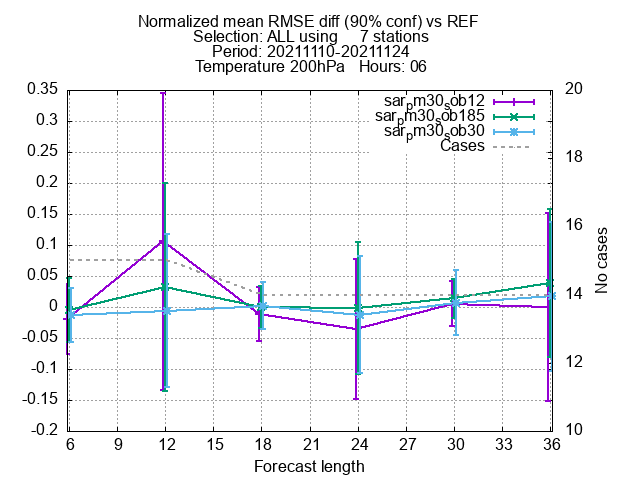 Normalized mean RMSE diff (90% conf) vs REF
Selection: ALL using 7 stations
Period: 20211110-20211124
Temperature 200hPa Hours: 06
0.35
0.3
0.25
0.2
0.15
0.1
0.05
0
-0.05
-0.1
-0.15
-0.2
sarpm30sob12
sarpm30sob185
sarpm30sob30
Cases
20
18
16
14
12
10
No cases
6 9 12 15 18 21 24 27 30 33 36
Forecast length